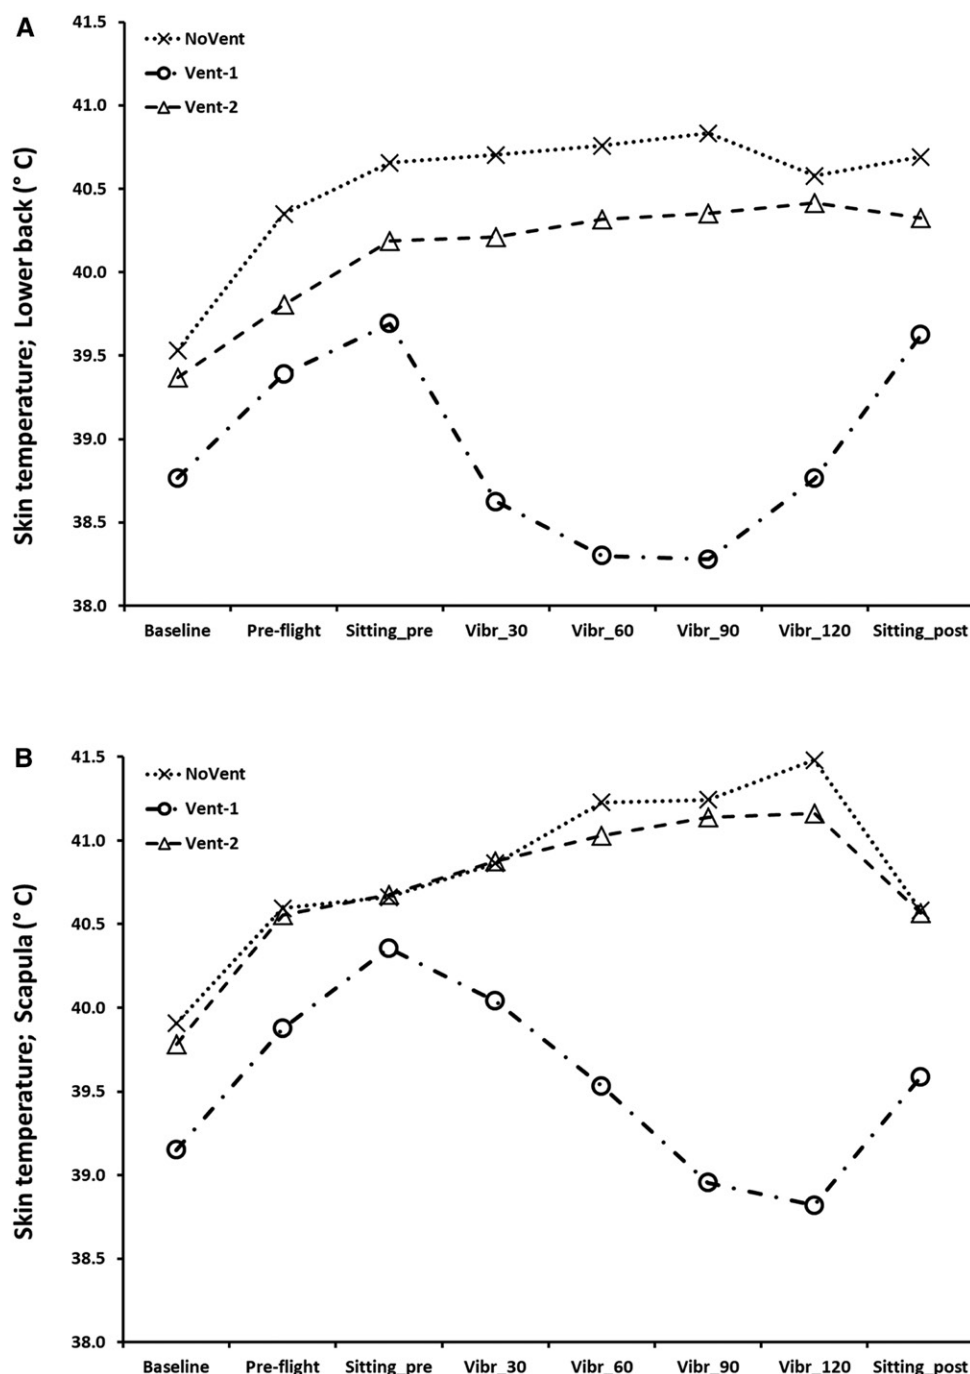 A
41.5
41.0
40.5
40.0
39.5
39.0
38.5
38.0
Skin temperature; Lower back (° C)
NoVent
Vent-1
Vent-2
Baseline Pre-flight Sitting_pre Vibr_30 Vibr_60 Vibr_90 Vibr_120 Sitting_post
B
41.5
41.0
40.5
40.0
39.5
39.0
38.5
38.0
Skin temperature; Scapula (° C)
NoVent
Vent-1
Vent-2
Baseline Pre-flight Sitting_pre Vibr_30 Vibr_60 Vibr_90 Vibr_120 Sitting_post